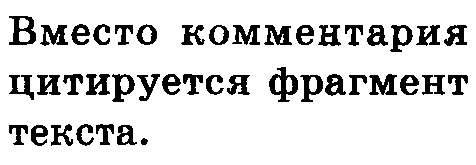 Вместо комментария
цитируется фрагмент
текста.